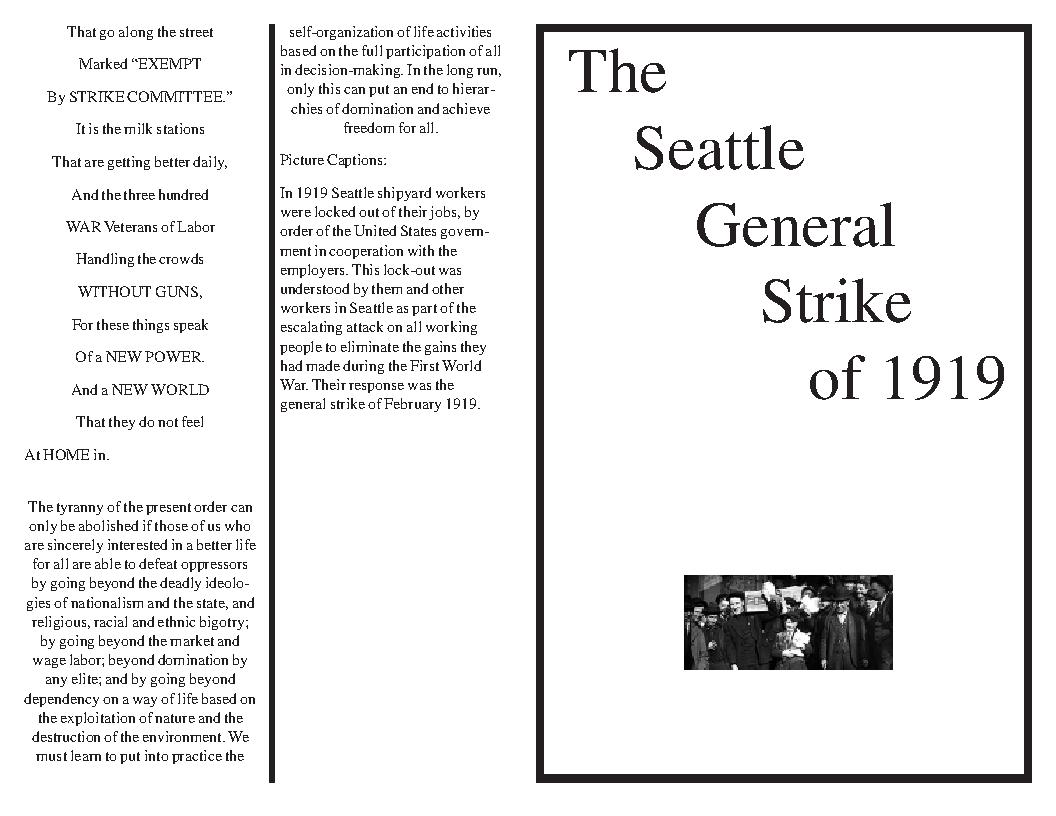 That go along the street
Marked “EXEMPT
By STRIKE COMMITTEE.”
It is the milk stations
That are getting better daily,
And the three hundred
WAR Veterans of Labor
Handling the crowds
WITHOUT GUNS,
For these things speak
Of a NEW POWER.
And a NEW WORLD
That they do not feel
At HOME in.
The tyranny of the present order can
only be abolished if those of us who
are sincerely interested in a better life
for all are able to defeat oppressors
by going beyond the deadly ideolo-
gies of nationalism and the state, and
religious, racial and ethnic bigotry;
by going beyond the market and
wage labor; beyond domination by
any elite; and by going beyond
dependency on a way of life based on
the exploitation of nature and the
destruction of the environment. We
must learn to put into practice the
self-organization of life activities
based on the full participation of all
in decision-making. In the long run,
only this can put an end to hierar-
chies of domination and achieve
freedom for all.
Picture Captions:
In 1919 Seattle shipyard workers
were locked out of their jobs, by
order of the United States govern-
ment in cooperation with the
employers. This lock-out was
understood by them and other
workers in Seattle as part of the
escalating attack on all working
people to eliminate the gains they
had made during the First World
War. Their response was the
general strike of February 1919.
The
Seattle
General
Strike
of 1919